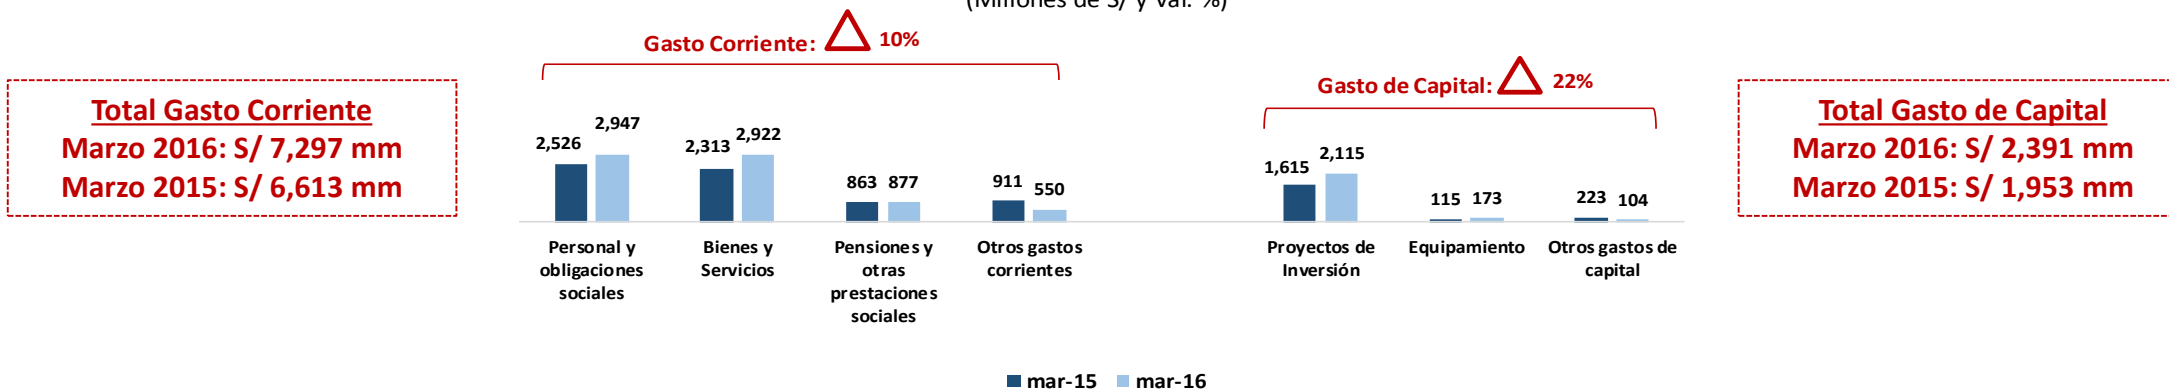 (Millones de S/ y Val. %)
Gasto Corriente: 10%
Gasto de Capital: 22%
Total Gasto Corriente
Marzo 2016: S/ 7,297 mm
Marzo 2015: S/ 6,613 mm
Total Gasto de Capital
Marzo 2016: S/ 2,391 mm
Marzo 2015: S/ 1,953 mm
2,526 2,947
2,313 2,922
863 877
911 550
1,615 2,115
115 173
223 104
Personal y
obligaciones
sociales
Bienes y
Servicios
Pensiones y
otras
prestaciones
sociales
Otros gastos
corrientes
Proyectos de
Inversión
Equipamiento
Otros gastos de
capital
mar-15 mar-16